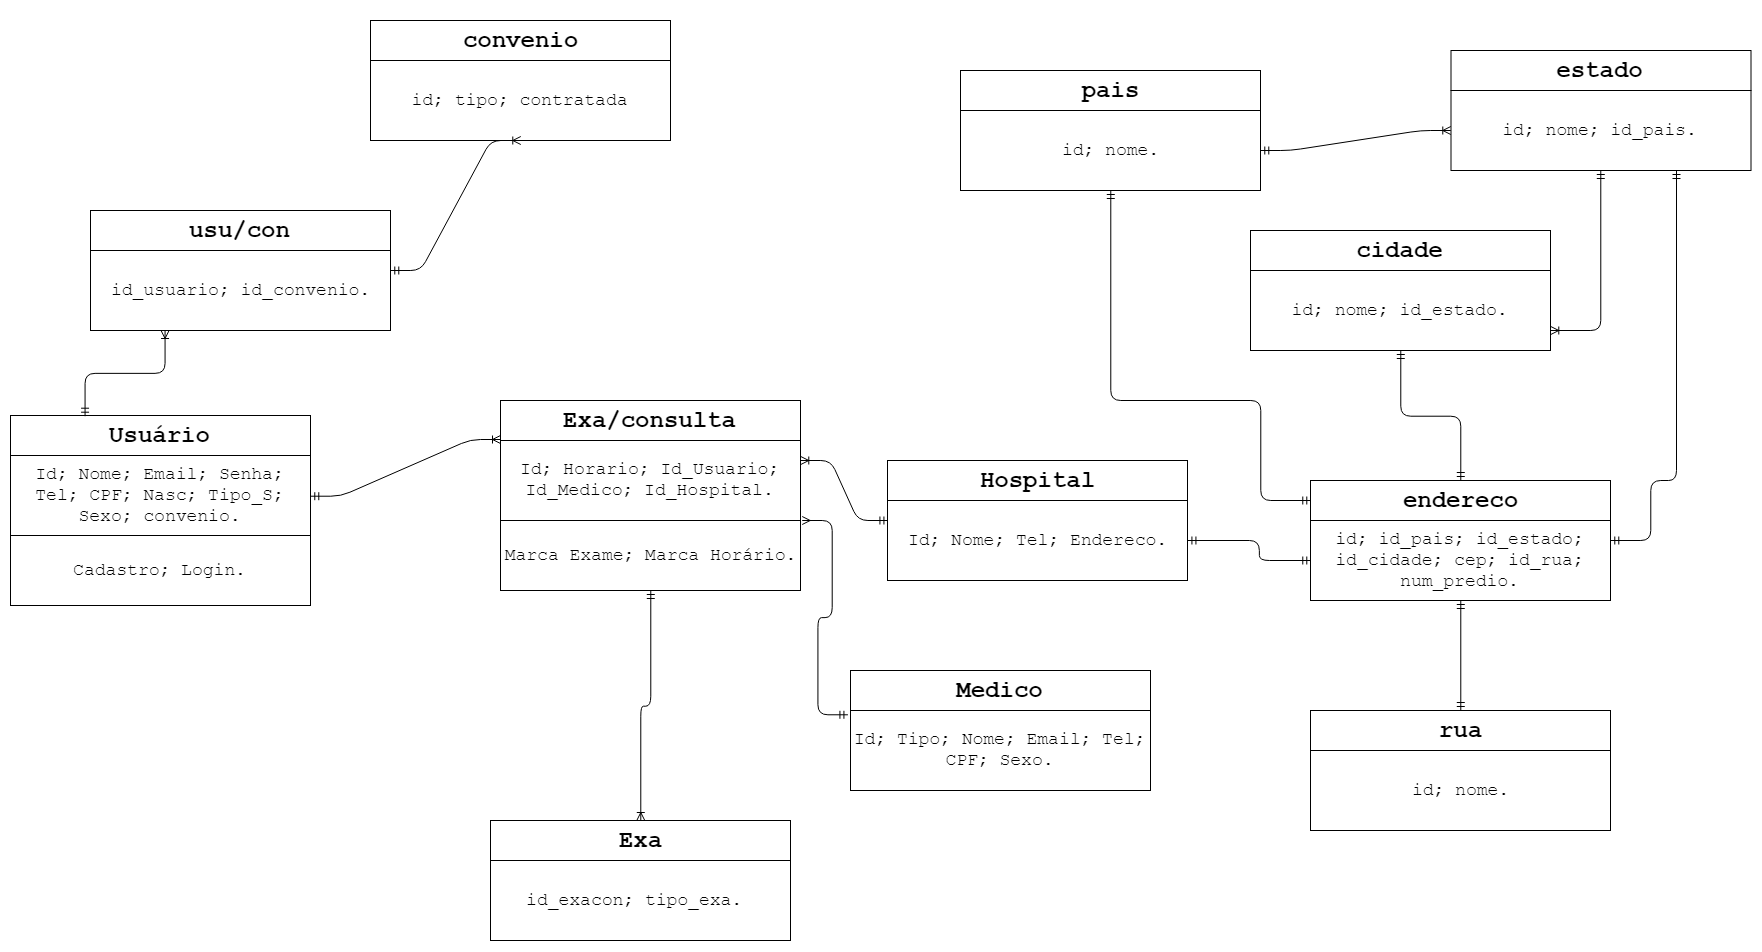 convenio
id; tipo; contratada
pais
id; nome.
estado
id; nome; id_pais.
usu/con
id_usuario; id_convenio.
cidade
id; nome; id_estado.
Usuário
Id; Nome; Email; Senha;
Tel; CPF; Nasc; Tipo_S;
Sexo; convenio.
Cadastro; Login.
Exa/consulta
Id; Horario; Id_Usuario;
Id_Medico; Id_Hospital.
Marca Exame; Marca Horário.
Hospital
Id; Nome; Tel; Endereco.
endereco
id; id_pais; id_estado;
id_cidade; cep; id_rua;
num_predio.
Medico
Id; Tipo; Nome; Email; Tel;
CPF; Sexo.
rua
id; nome.
Exa
id_exacon; tipo_exa.